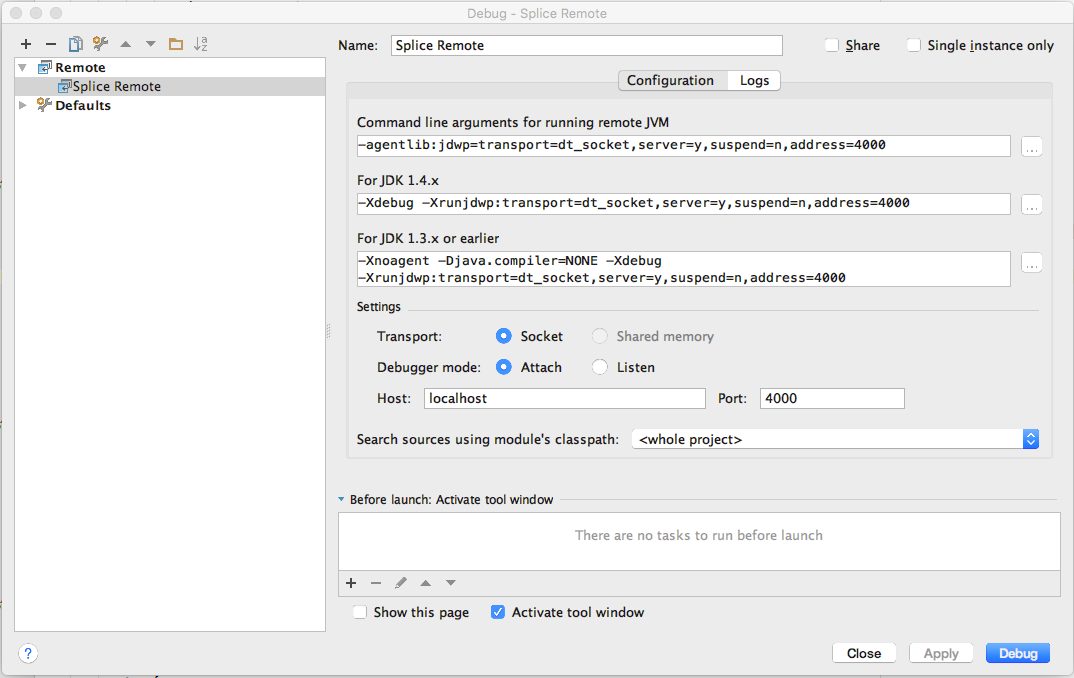 Debug - Splice Remote
Name: Splice Remote Share Single instance only
Remote
Splice Remote
Defaults
Configuration Logs
Command line arguments for running remote JVM
-agentlib:jdwp=transport=dt_socket,server=y,suspend=n,address=4000
...
For JDK 1.4.x
-Xdebug -Xrunjdwp:transport=dt_socket,server=y,suspend=n,address=4000
...
For JDK 1.3.x or earlier
-Xnoagent -Djava.compiler=NONE -Xdebug
-Xrunjdwp:transport=dt_socket,server=y,suspend=n,address=4000
...
Settings
Transport: Socket Shared memory
Debugger mode: Attach Listen
Host: localhost Port: 4000
Search sources using module's classpath: <whole project>
Before launch: Activate tool window
There are no tasks to run before launch
Show this page Activate tool window
? Close Apply Debug